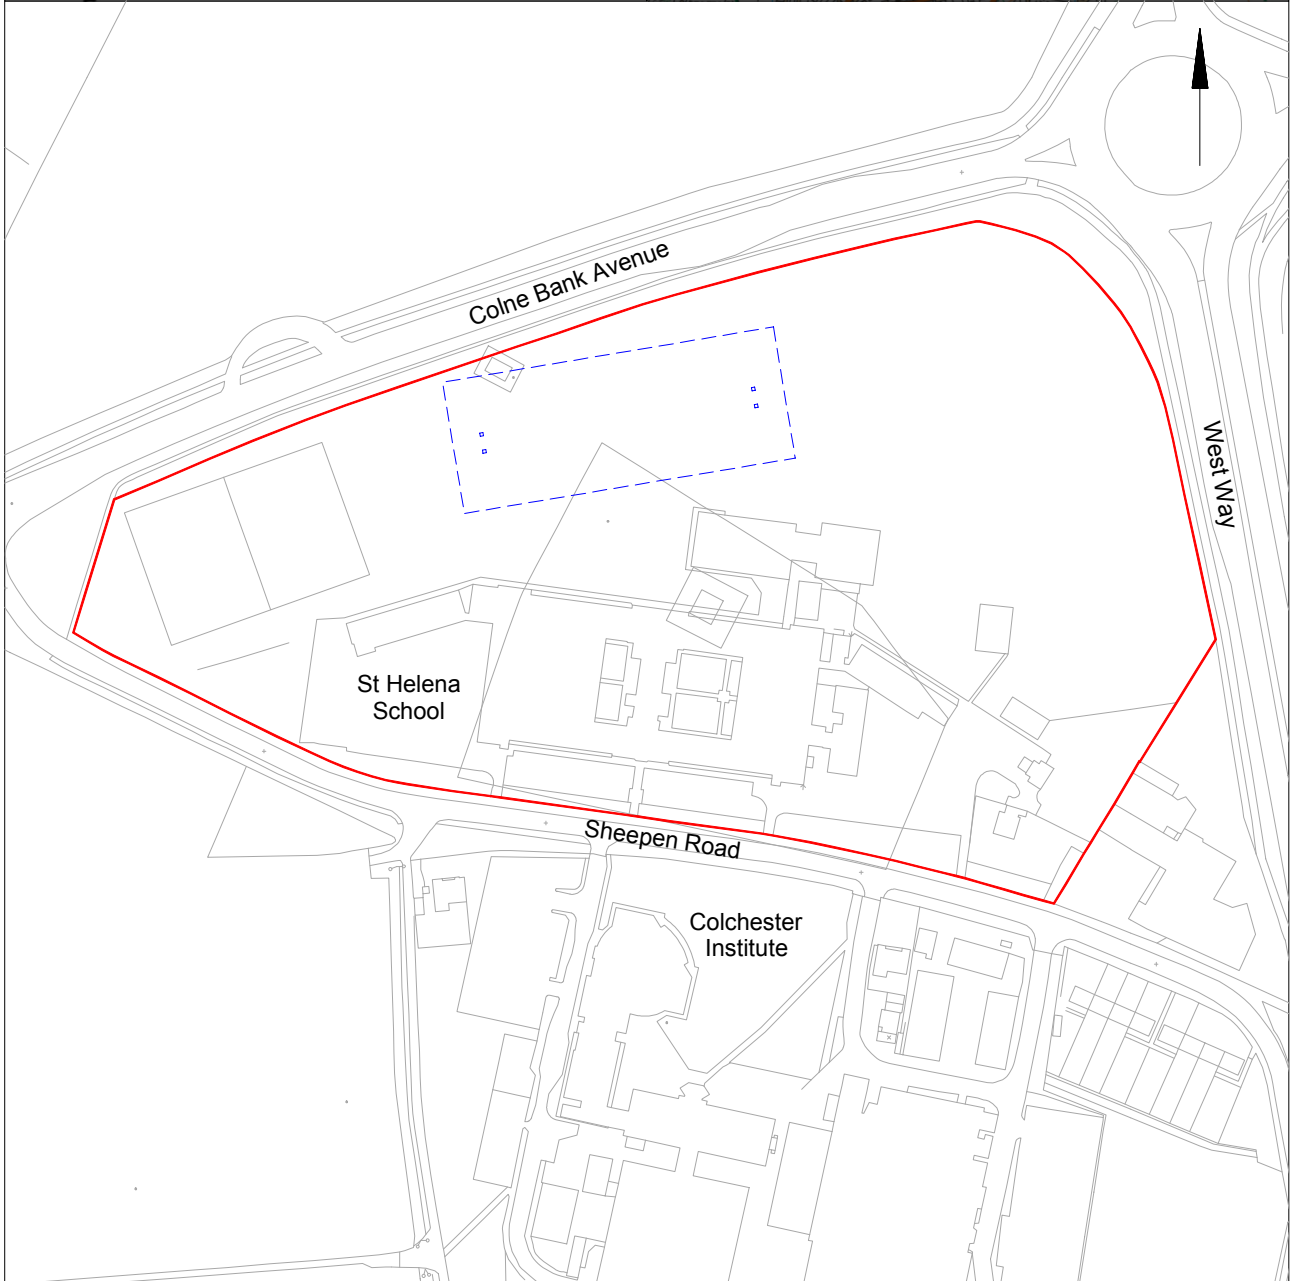 Colne Bank Avenue
West Way
St Helena
School
Sheepen Road
Colchester
Institute